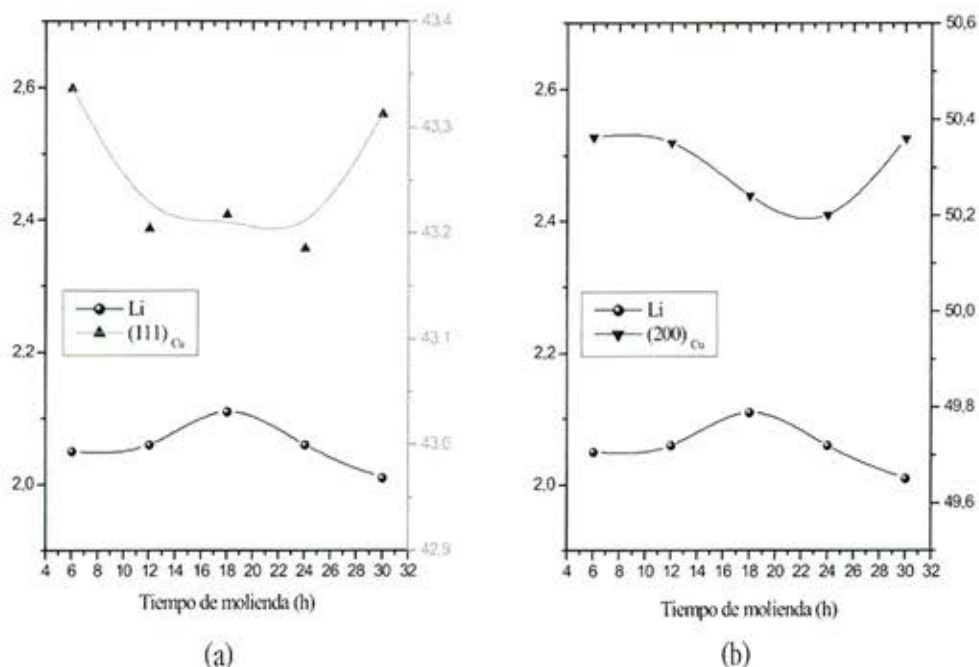 2,6
2,4
2,2
2,0
43,4
43,3
43,2
43,1
43,0
42,9
Li
(111) Cu
4 6 8 10 12 14 16 18 20 22 24 26 28 30 32
Tiempo de molienda (h)
(a)
2,6
2,4
2,2
2,0
50,6
50,4
50,2
50,0
49,8
49,6
Li
(200) Cu
4 6 8 10 12 14 16 18 20 22 24 26 28 30 32
Tiempo de molienda (h)
(b)